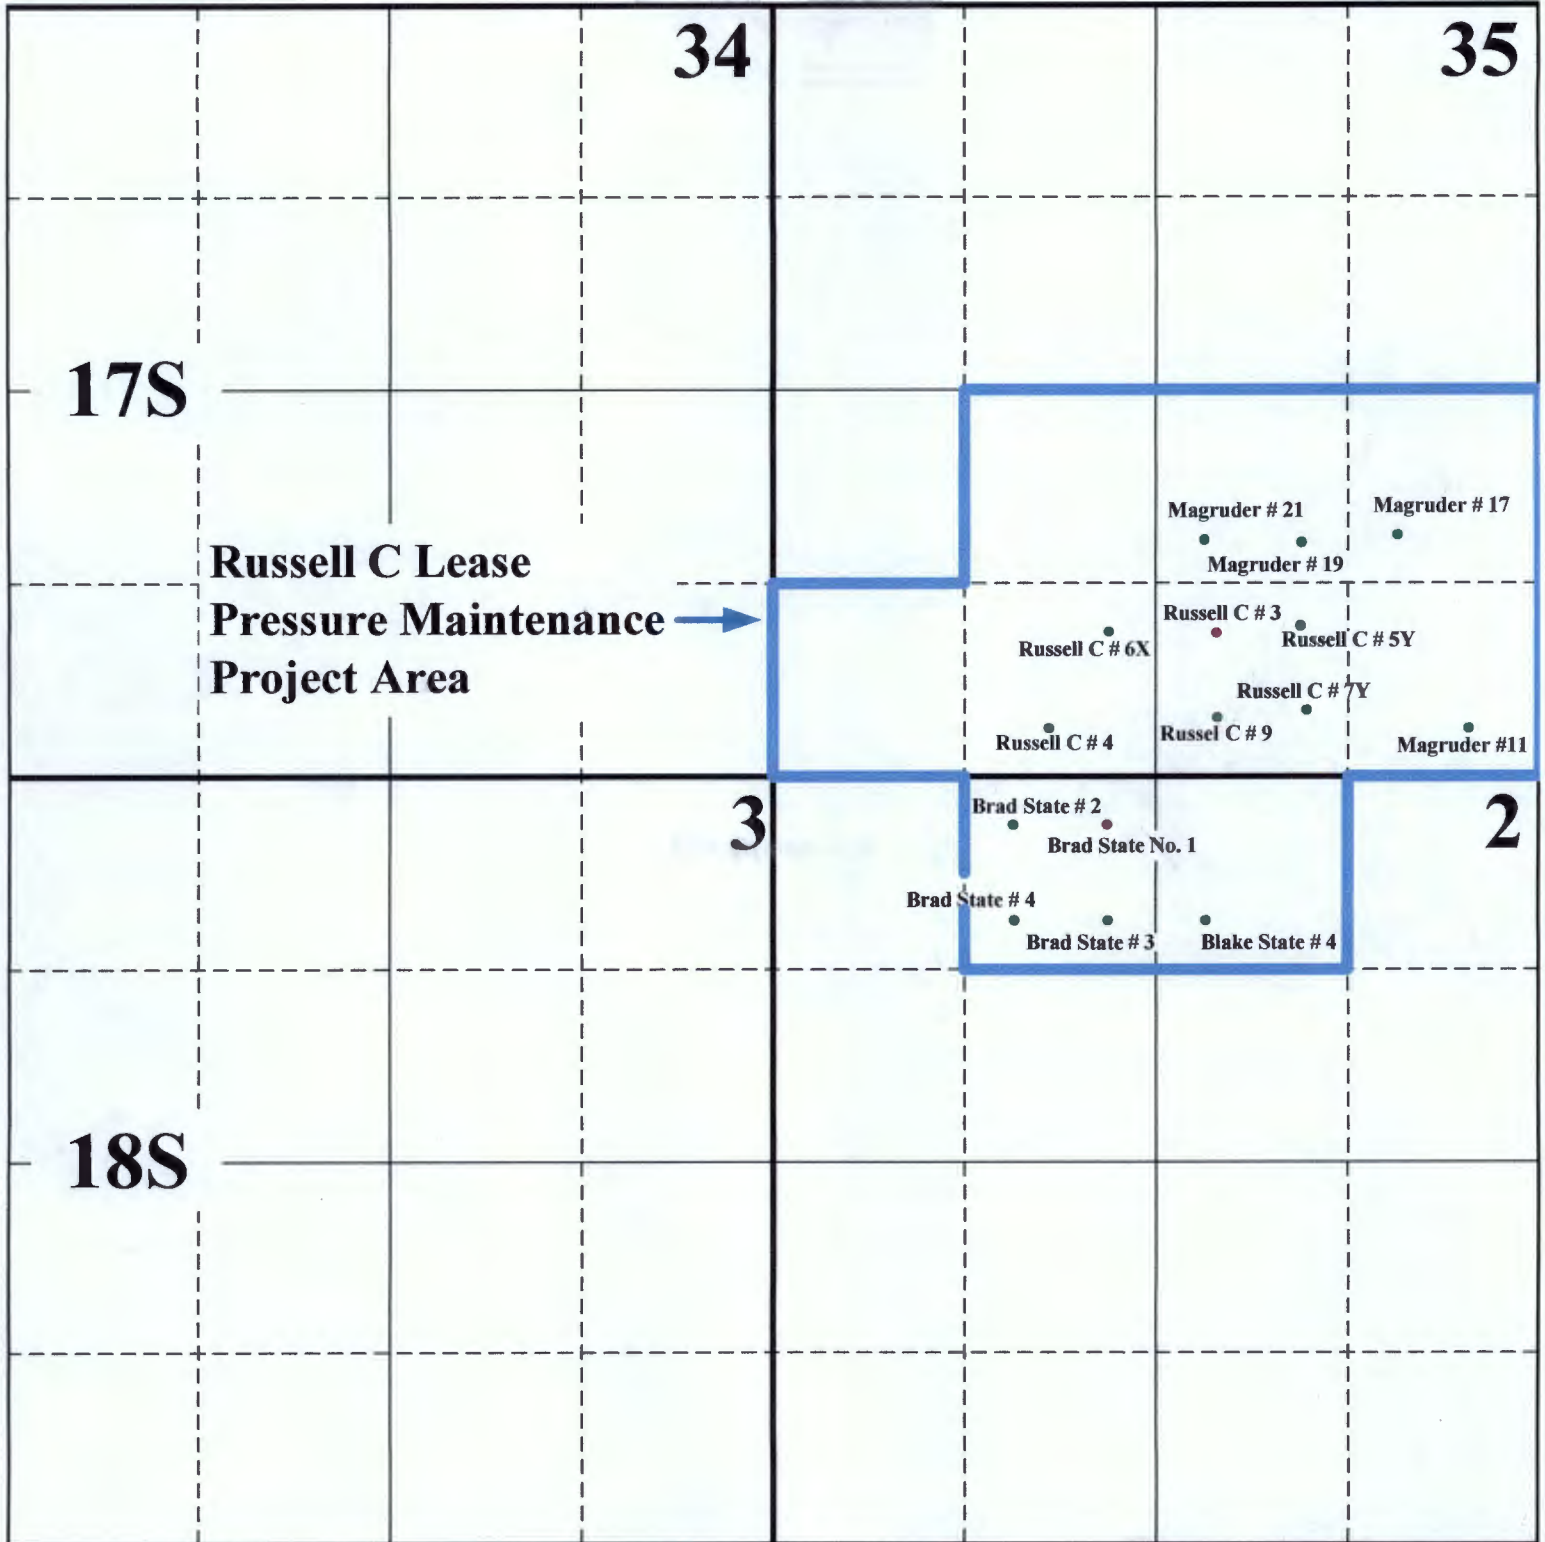 34
35
17S
Magruder # 21
Magruder # 17
Magruder # 19
Russell C Lease
Pressure Maintenance
Project Area
Russell C # 3
Russell C # 6X
Russell C # 5Y
Russell C # 7Y
Russel C # 9
Russell C # 4
Magruder #11
3
2
Brad State # 2
Brad State No. 1
Brad State # 4
Brad State # 3
Blake State # 4
18S